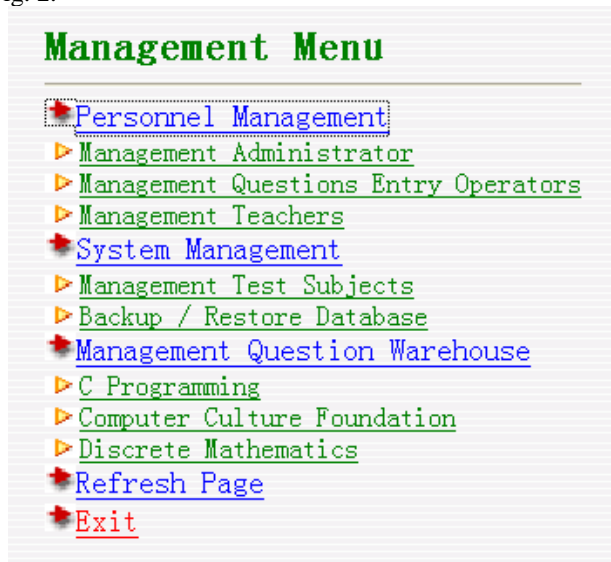 Management Menu
Personnel Management
Management Administrator
Management Questions Entry Operators
Management Teachers
System Management
Management Test Subjects
Backup / Restore Database
Management Question Warehouse
C Programming
Computer Culture Foundation
Discrete Mathematics
Refresh Page
Exit